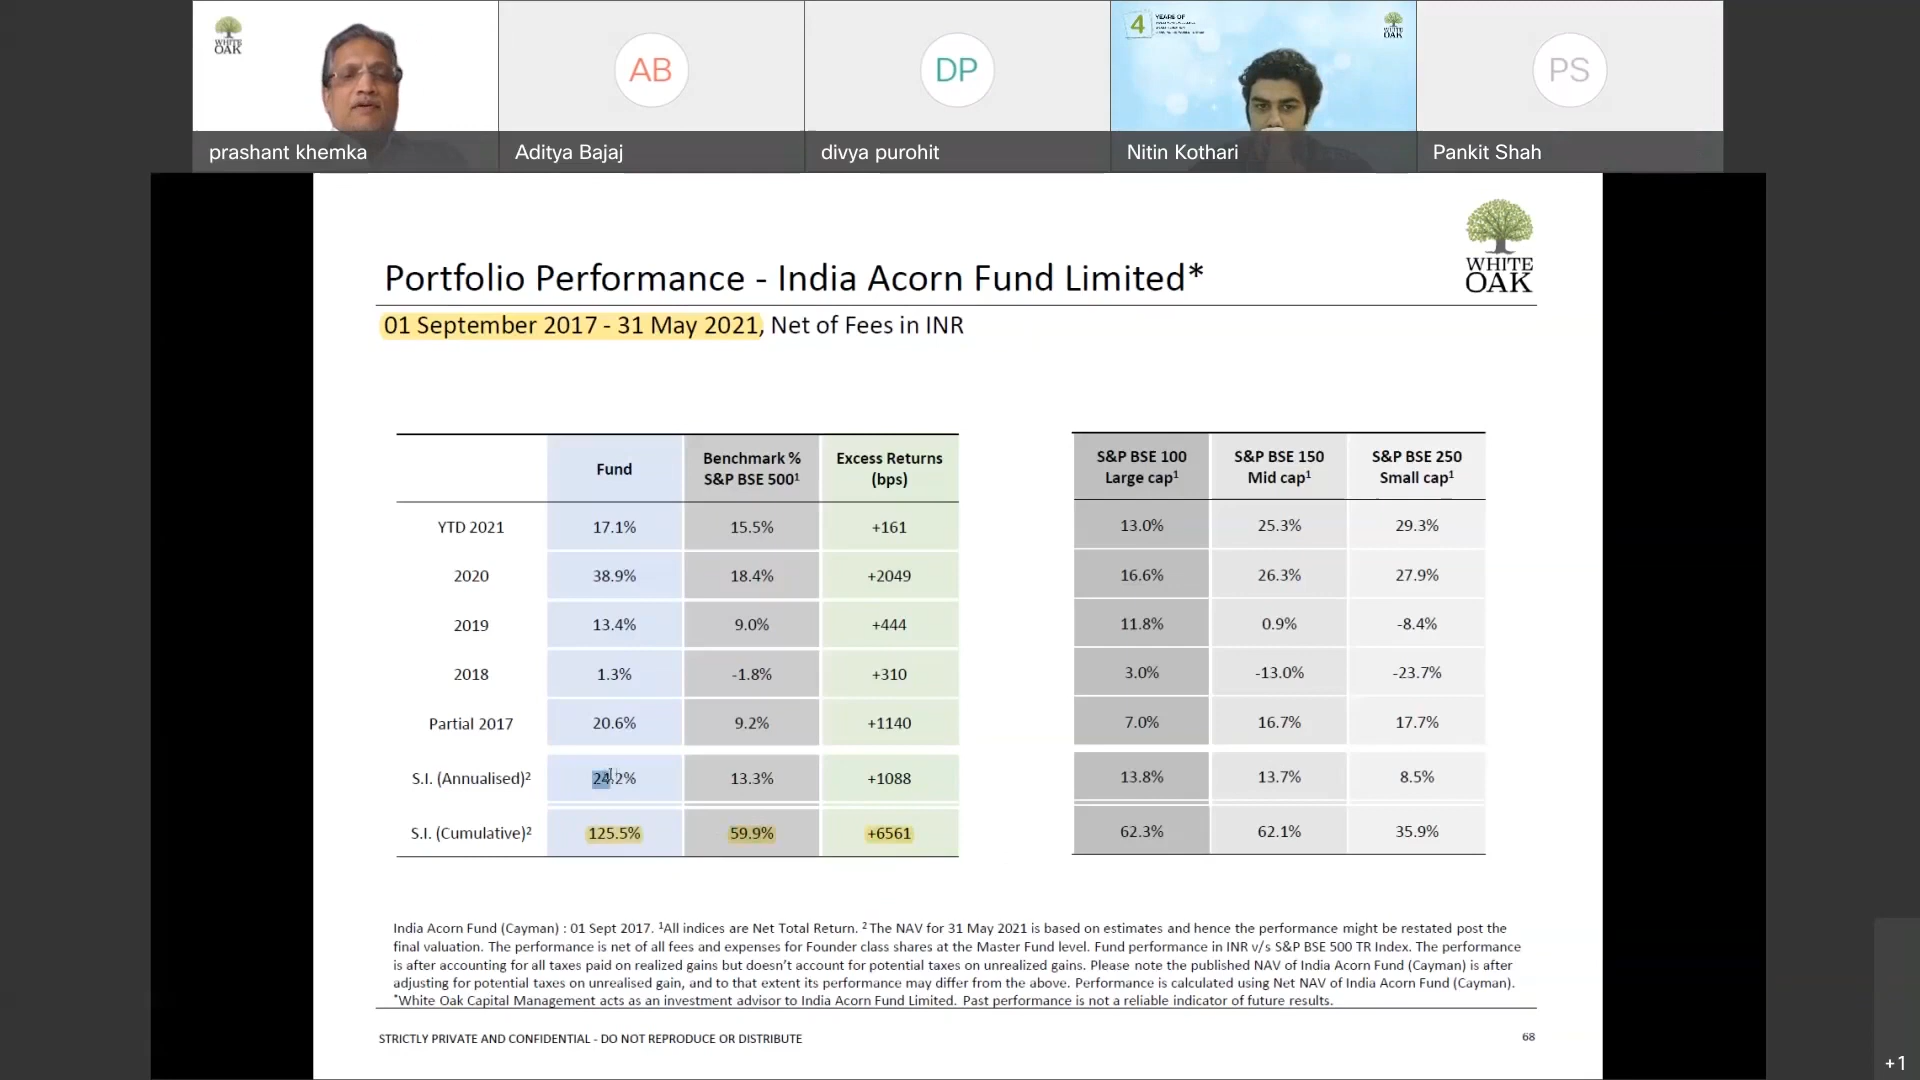 WHITE
OAK
AB
DP
4
YEARS OF
WHITE
OAK
PS
prashant khemka
Aditya Bajaj
divya purohit
Nitin Kothari
Pankit Shah
WHITE
OAK
Portfolio Performance - India Acorn Fund Limited*
01 September 2017 - 31 May 2021, Net of Fees in INR
Fund
Benchmark %
S&P BSE 500¹
Excess Returns
(bps)
S&P BSE 100
Large cap¹
S&P BSE 150
Mid cap¹
S&P BSE 250
Small cap¹
YTD 2021 17.1% 15.5% +161 13.0% 25.3% 29.3%
2020 38.9% 18.4% +2049 16.6% 26.3% 27.9%
2019 13.4% 9.0% +444 11.8% 0.9% -8.4%
2018 1.3% -1.8% +310 3.0% -13.0% -23.7%
Partial 2017 20.6% 9.2% +1140 7.0% 16.7% 17.7%
S.I. (Annualised)² 24.2% 13.3% +1088 13.8% 13.7% 8.5%
S.I. (Cumulative)² 125.5% 59.9% +6561 62.3% 62.1% 35.9%
India Acorn Fund (Cayman) : 01 Sept 2017. ¹All indices are Net Total Return. ² The NAV for 31 May 2021 is based on estimates and hence the performance might be restated post the
final valuation. The performance is net of all fees and expenses for Founder class shares at the Master Fund level. Fund performance in INR v/s S&P BSE 500 TR Index. The performance
is after accounting for all taxes paid on realized gains but doesn't account for potential taxes on unrealized gains. Please note the published NAV of India Acorn Fund (Cayman) is after
adjusting for potential taxes on unrealised gain, and to that extent its performance may differ from the above. Performance is calculated using Net NAV of India Acorn Fund (Cayman).
*White Oak Capital Management acts as an investment advisor to India Acorn Fund Limited. Past performance is not a reliable indicator of future results.
STRICTLY PRIVATE AND CONFIDENTIAL - DO NOT REPRODUCE OR DISTRIBUTE
68
+1